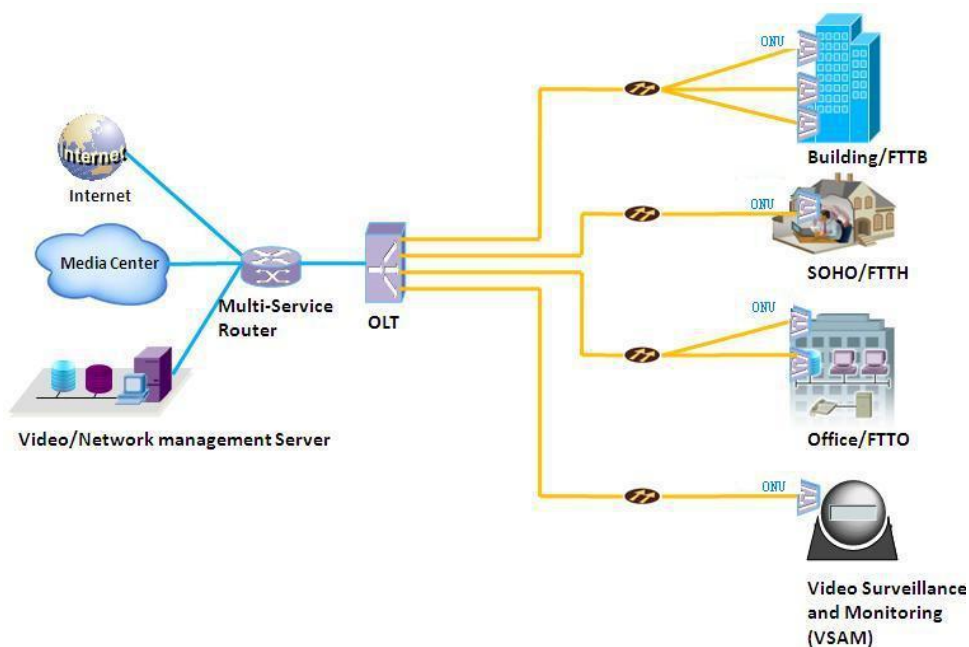 ONU
Building/FTTB
Internet
Internet
ONU
Media Center
SOHO/FTTH
Multi-Service
Router
OLT
ONU
Video/Network management Server
Office/FTTO
ONU
Video Surveillance
and Monitoring
(VSAM)